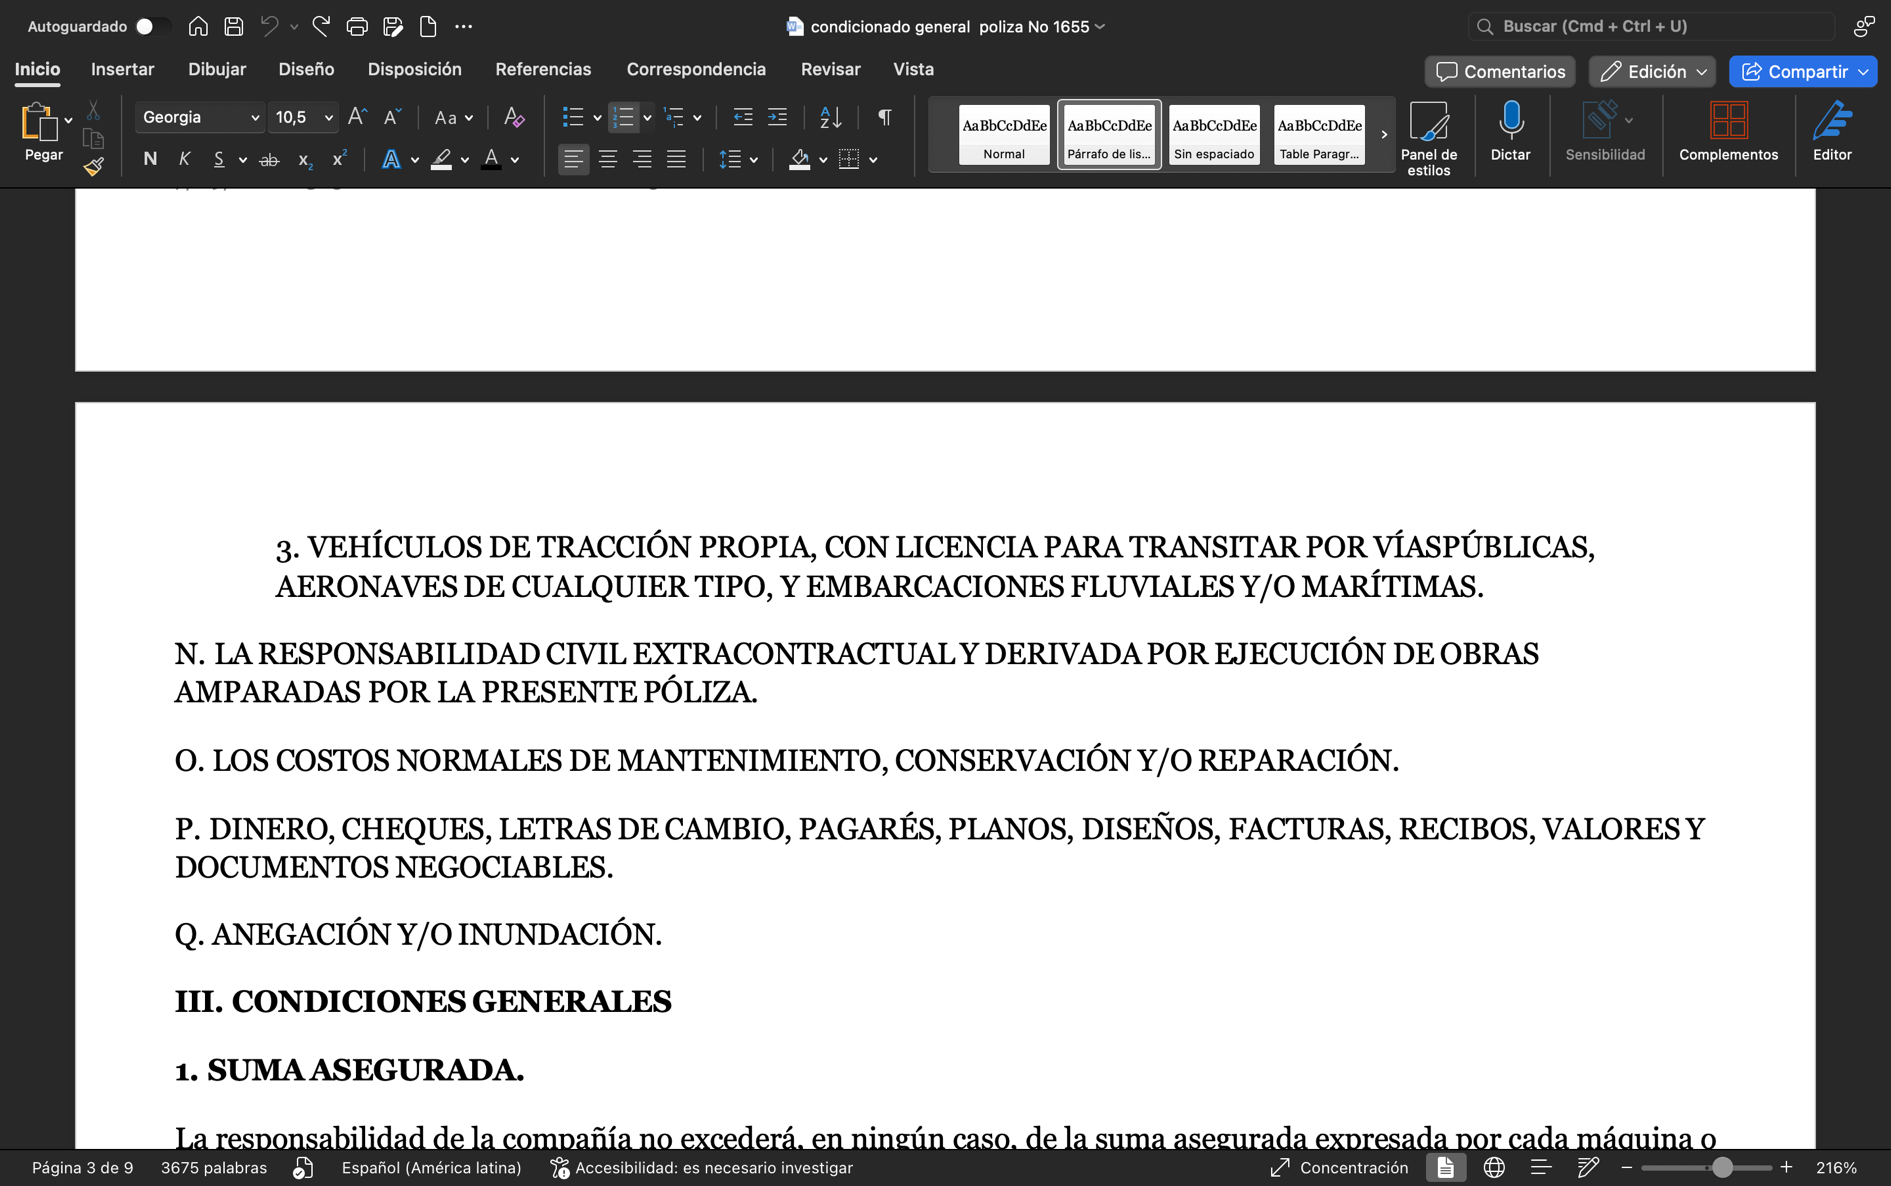 Autoguardado
condicionado general poliza No 1655
Buscar (Cmd + Ctrl + U)
Inicio Insertar Dibujar Diseño Disposición Referencias Correspondencia Revisar Vista
Comentarios Edición Compartir
Pegar
Georgia 10,5
N K S ab x₂ x²
AaBbCcDdEe AaBbCcDdEe AaBbCcDdEe AaBbCcDdEe
Normal Párrafo de lis... Sin espaciado Table Paragr...
Panel de estilos
Dictar
Sensibilidad
Complementos
Editor
3. VEHÍCULOS DE TRACCIÓN PROPIA, CON LICENCIA PARA TRANSITAR POR VÍASPÚBLICAS,
AERONAVES DE CUALQUIER TIPO, Y EMBARCACIONES FLUVIALES Y/O MARÍTIMAS.
N. LA RESPONSABILIDAD CIVIL EXTRACONTRACTUAL Y DERIVADA POR EJECUCIÓN DE OBRAS
AMPARADAS POR LA PRESENTE PÓLIZA.
O. LOS COSTOS NORMALES DE MANTENIMIENTO, CONSERVACIÓN Y/O REPARACIÓN.
P. DINERO, CHEQUES, LETRAS DE CAMBIO, PAGARÉS, PLANOS, DISEÑOS, FACTURAS, RECIBOS, VALORES Y
DOCUMENTOS NEGOCIABLES.
Q. ANEGACIÓN Y/O INUNDACIÓN.
III. CONDICIONES GENERALES
1. SUMA ASEGURADA.
La responsabilidad de la compañía no excederá, en ningún caso, de la suma asegurada expresada por cada máquina o
Página 3 de 9 3675 palabras Español (América latina) Accesibilidad: es necesario investigar Concentración 216%